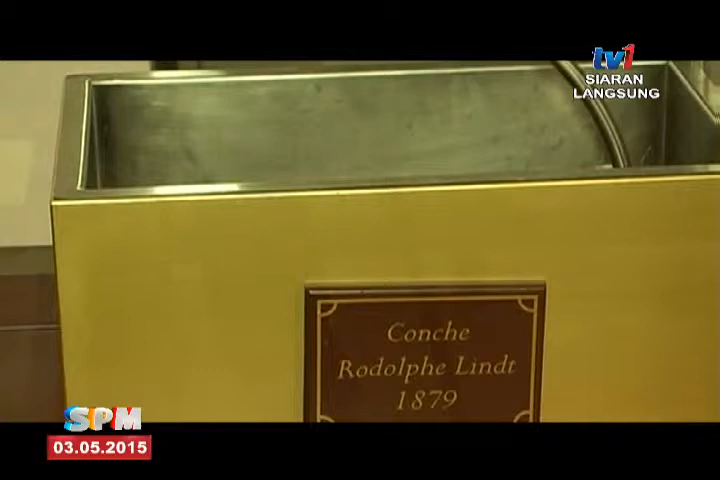 tv1
SIARAN
LANGSUNG
Conche
Rodolphe Lindt
1879
SPM
03.05.2015